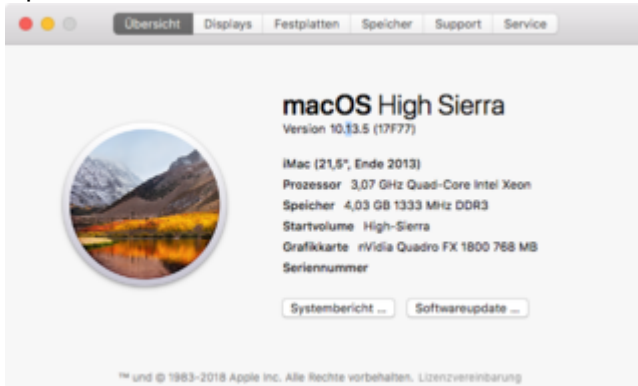 Übersicht Displays Festplatten Speicher Support Service
macOS High Sierra
Version 10.13.5 (17F77)
iMac (21,5", Ende 2013)
Prozessor 3,07 GHz Quad-Core Intel Xeon
Speicher 4,03 GB 1333 MHz DDR3
Startvolume High-Sierra
Grafikkarte nVidia Quadro FX 1800 768 MB
Seriennummer
Systembericht ... Softwareupdate ...
™ und © 1983-2018 Apple Inc. Alle Rechte vorbehalten. Lizenzvereinbarung